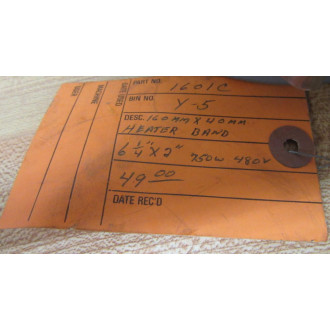 PART NO. 1601C
BIN NO. Y-5
DESC. 160MM X 40MM
HEATER BAND
6 1/4" X 2" 750W 480V
49 00
DATE REC'D